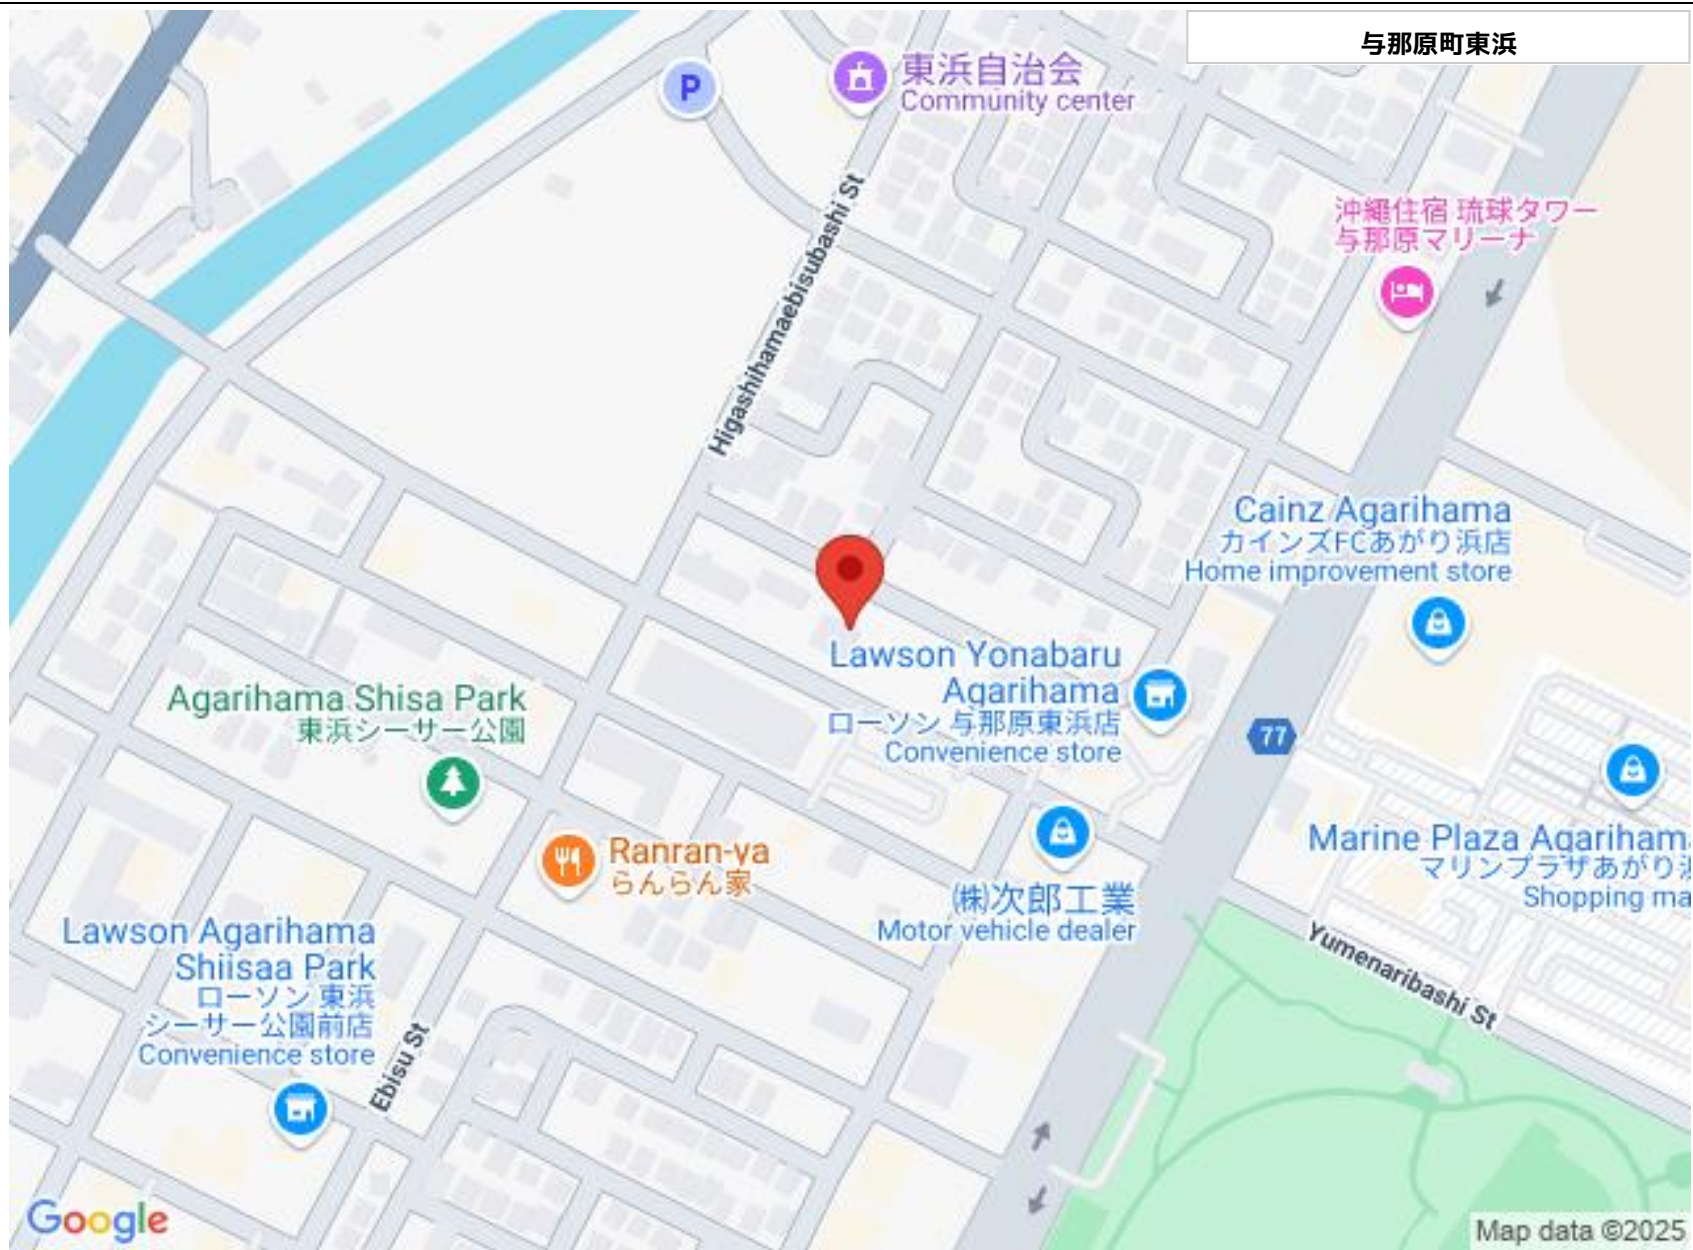 与那原町東浜
P
東浜自治会
Community center
Higashihamaebisubashi St
沖縄住宿 琉球タワー
与那原マリーナ
Cainz Agarihama
カインズFCあがり浜店
Home improvement store
Lawson Yonabaru
Agarihama
ローソン 与那原東浜店
Convenience store
Agarihama Shisa Park
東浜シーサー公園
77
Ranran-ya
らんらん家
㈱次郎工業
Motor vehicle dealer
Marine Plaza Agarihama
マリンプラザあがり浜
Shopping ma
Lawson Agarihama
Shiisaa Park
ローソン 東浜
シーサー公園前店
Convenience store
Yumenaribashi St
Ebisu St
Google
Map data ©2025